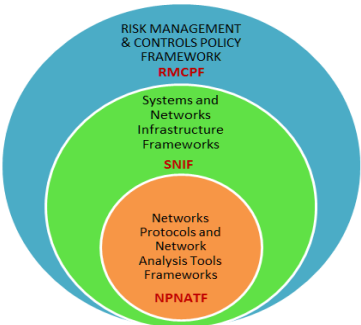 RISK MANAGEMENT
& CONTROLS POLICY
FRAMEWORK
RMCPF
Systems and
Networks
Infrastructure
Frameworks
SNIF
Networks
Protocols and
Network
Analysis Tools
Frameworks
NPNATF